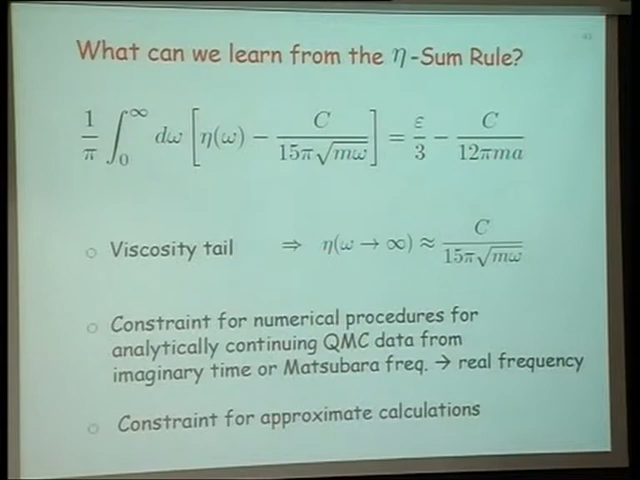 What can we learn from the η-Sum Rule?
1/π ∫₀^∞ dω [η(ω) − C/(15π√(mω))] = ε/3 − C/(12πma)
○ Viscosity tail ⇒ η(ω → ∞) ≈ C/(15π√(mω))
○ Constraint for numerical procedures for
analytically continuing QMC data from
imaginary time or Matsubara freq. → real frequency
○ Constraint for approximate calculations